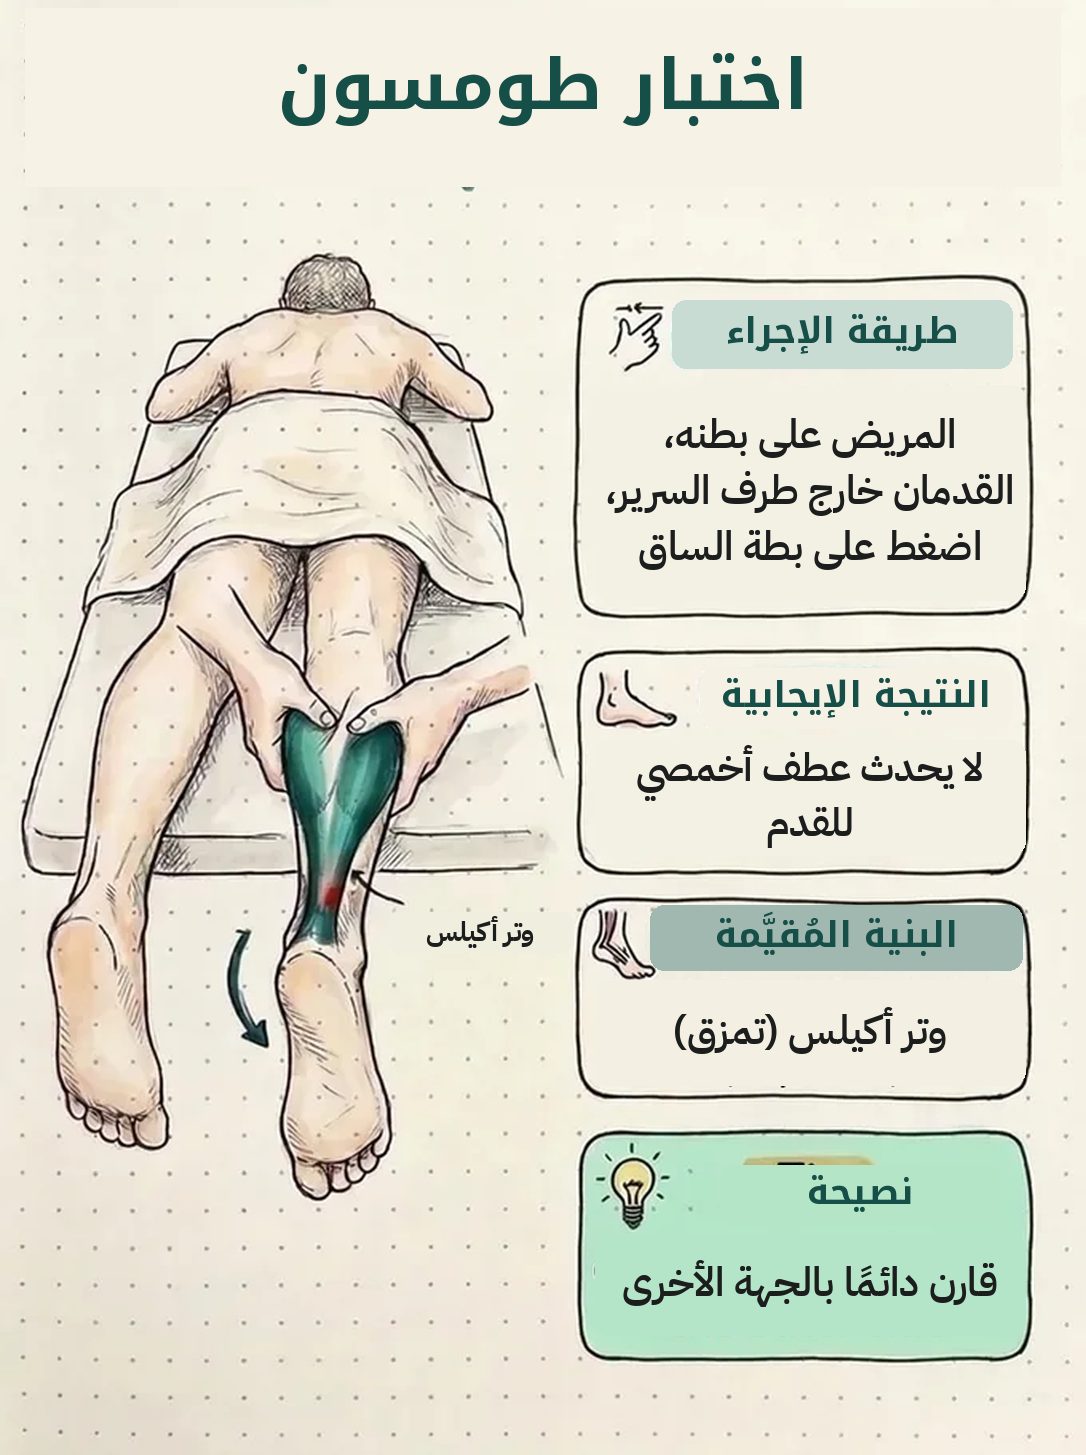 اختبار طومسون
طريقة الإجراء
المريض على بطنه،
القدمان خارج طرف السرير،
اضغط على بطة الساق
النتيجة الإيجابية
لا يحدث عطف أخمصي
للقدم
وتر أكيلس
البنية المُقيَّمة
وتر أكيلس (تمزق)
نصيحة
قارن دائمًا بالجهة الأخرى